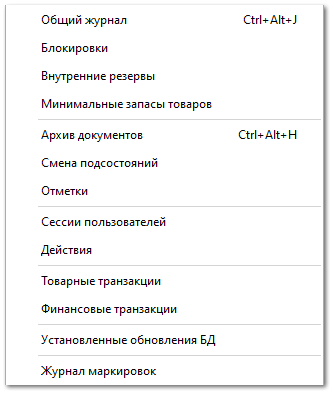 Общий журнал Ctrl+Alt+J
Блокировки
Внутренние резервы
Минимальные запасы товаров
Архив документов Ctrl+Alt+H
Смена подсостояний
Отметки
Сессии пользователей
Действия
Товарные транзакции
Финансовые транзакции
Установленные обновления БД
Журнал маркировок